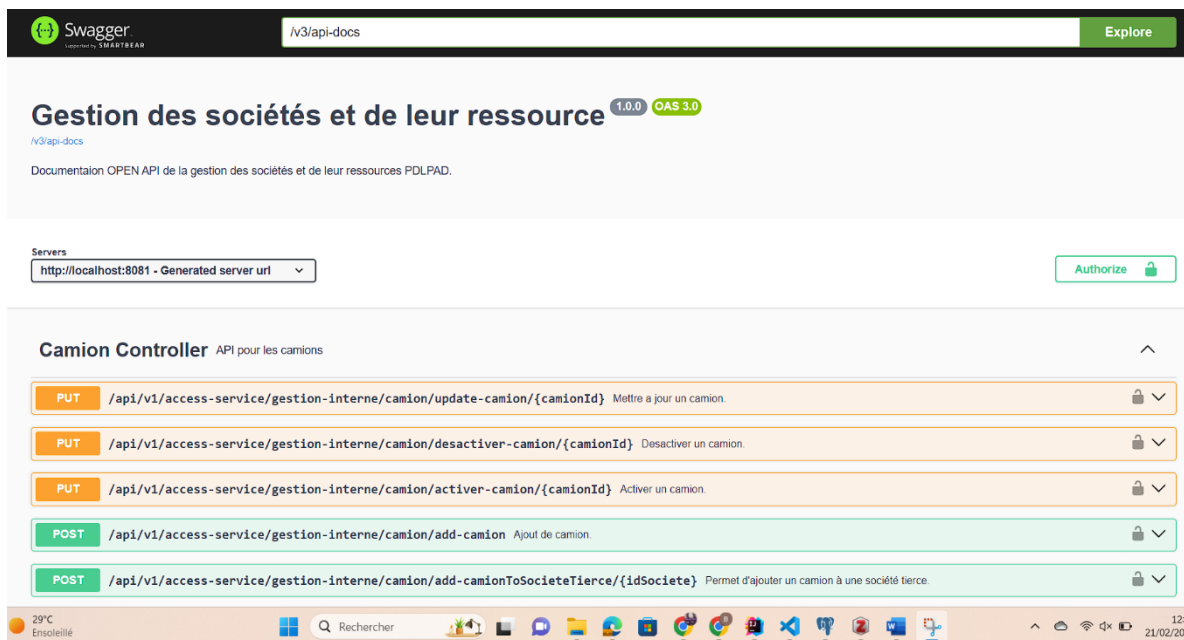 Swagger.
Supported by SMARTBEAR
/v3/api-docs
Explore
Gestion des sociétés et de leur ressource 1.0.0 OAS 3.0
/v3/api-docs
Documentaion OPEN API de la gestion des sociétés et de leur ressources PDLPAD.
Servers
http://localhost:8081 - Generated server url
Authorize
Camion Controller API pour les camions
PUT /api/v1/access-service/gestion-interne/camion/update-camion/{camionId} Mettre a jour un camion.
PUT /api/v1/access-service/gestion-interne/camion/desactiver-camion/{camionId} Desactiver un camion.
PUT /api/v1/access-service/gestion-interne/camion/activer-camion/{camionId} Activer un camion.
POST /api/v1/access-service/gestion-interne/camion/add-camion Ajout de camion.
POST /api/v1/access-service/gestion-interne/camion/add-camionToSocieteTierce/{idSociete} Permet d'ajouter un camion à une société tierce.
29°C
Ensoleillé
Rechercher
12:
21/02/20